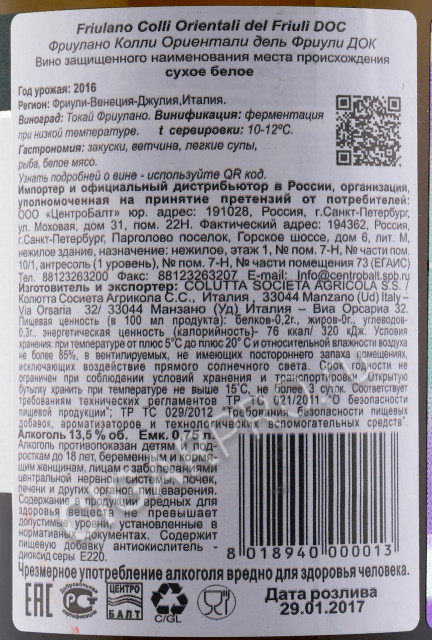 Friulano Colli Orientali del Friuli DOC
Фриулано Колли Ориентали дель Фриули ДОК
Вино защищенного наименования места происхождения
сухое белое
Год урожая: 2016
Регион: Фриули-Венеция-Джулия,Италия.
Виноград: Токай Фриулано. Винификация: ферментация
при низкой температуре. t сервировки: 10-12ºС.
Гастрономия: закуски, ветчина, легкие супы,
рыба, белое мясо.
Узнать подробней о вине - используйте QR код.
Импортер и официальный дистрибьютор в России, организация,
уполномоченная на принятие претензий от потребителей:
ООО «ЦентроБалт» юр. адрес: 191028, Россия, г.Санкт-Петербург,
ул. Моховая, дом 31, пом. 22Н. Фактический адрес: 194362, Россия,
г.Санкт-Петербург, Парголово поселок, Горское шоссе, дом 6, лит. М,
нежилое здание, назначение: нежилое, этаж 1, № пом. 7-Н, № части пом.
10/1, антресоль (1 уровень), № пом. 7-Н, № части помещения 73 (ЕГАИС)
Тел. 88123263200 Факс: 88123263207 E-mail: Info@centrobalt.spb.ru
Изготовитель и экспортер: COLUTTA SOCIETA AGRICOLA S.S. /
Колютта Сосиета Агрикола С.С., Италия , 33044 Manzano (Ud) Italy –
Via Orsaria 32/ 33044 Manzano (Уд) Италия – Виа Орсария 32.
Пищевая ценность (в 100 мл продукта): белков-0,2г., жиров-0г., углеводов-
0,3г., энергетическая ценность (калорийность)- 76 ккал/ 320 кДж. Условия
хранения: при температуре от плюс 5°С до плюс 20° С и относительной влажности воздуха
не более 85%, в вентилируемых, не имеющих постороннего запаха помещениях,
исключающих воздействие прямого солнечного света. Срок годности не
ограничен при соблюдении условий хранения и транспортировки. Открытую
бутылку хранить при температуре не выше 15°С, не более 3 суток. Соответствует
требованиям технических регламентов ТР ТС 021/2011 "О безопасности
пищевой продукции"; ТР ТС 029/2012 "Требования безопасности пищевых
добавок, ароматизаторов и технологических вспомогательных средств".
Алкоголь 13,5 % об. Емк. 0,75 л.
Алкоголь противопоказан детям и под-
росткам до 18 лет, беременным и кормя-
щим женщинам, лицам с заболеваниями
центральной нервной системы, почек,
печени и других органов пищеварения.
Содержание в продукции вредных для
здоровья веществ не превышает
допустимые уровни, установленные в
нормативных документах. Содержит
пищевую добавку антиокислитель -
диоксид серы Е220.
8 018940 000013
Чрезмерное употребление алкоголя вредно для здоровья человека.
ЕАС
ЦЕНТРО
БАЛТ
C/GL
Дата розлива
29.01.2017